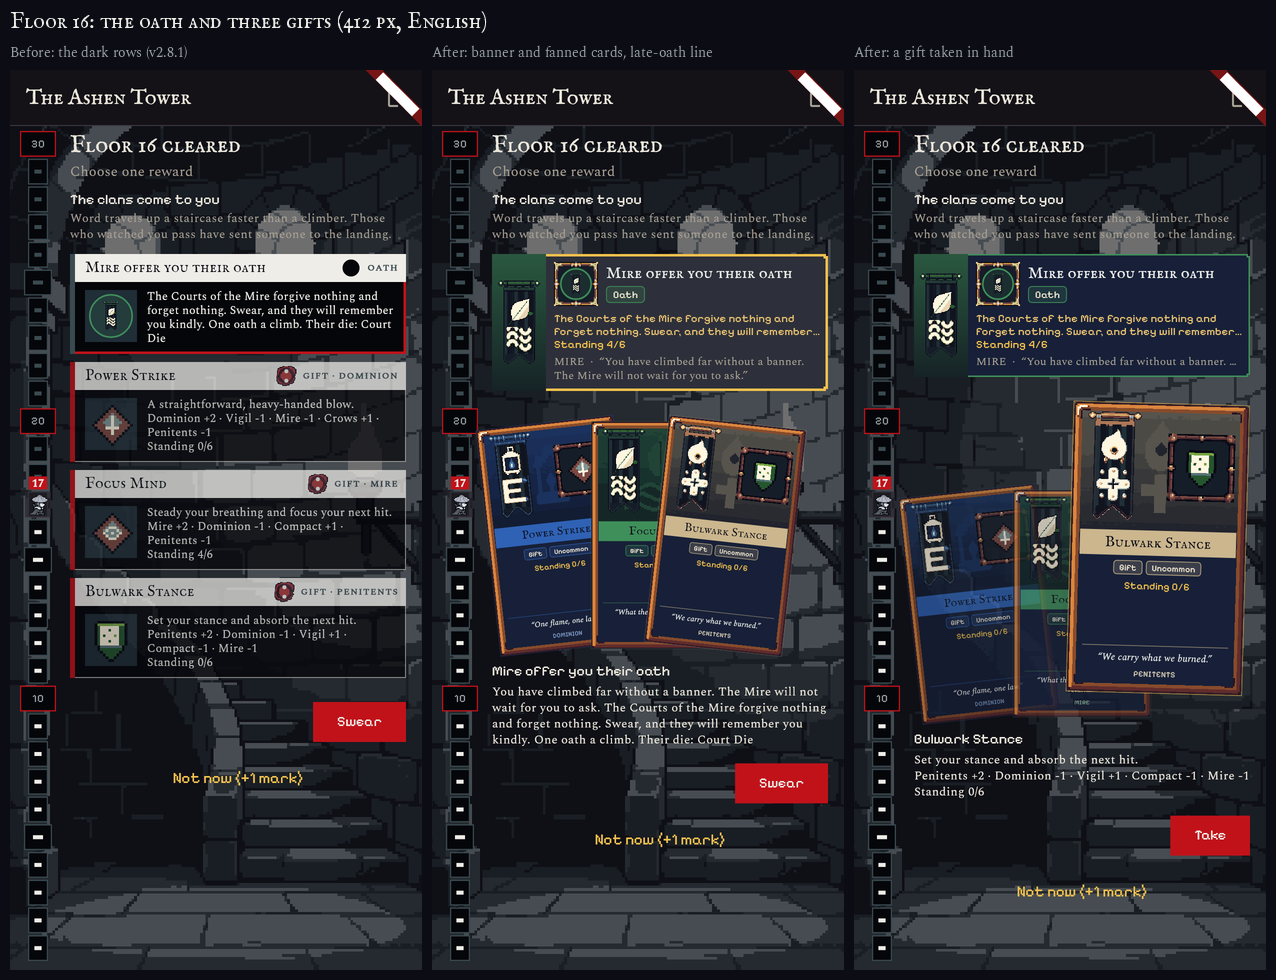 Floor 16: the oath and three gifts (412 px, English)
Before: the dark rows (v2.8.1)
The Ashen Tower
30
20
17
10
Floor 16 cleared
Choose one reward
The clans come to you
Word travels up a staircase faster than a climber. Those
who watched you pass have sent someone to the landing.
Mire offer you their oath
OATH
The Courts of the Mire forgive nothing and
forget nothing. Swear, and they will remember
you kindly. One oath a climb. Their die: Court
Die
Power Strike
GIFT · DOMINION
A straightforward, heavy-handed blow.
Dominion +2 · Vigil -1 · Mire -1 · Crows +1 ·
Penitents -1
Standing 0/6
Focus Mind
GIFT · MIRE
Steady your breathing and focus your next hit.
Mire +2 · Dominion -1 · Compact +1 ·
Penitents -1
Standing 4/6
Bulwark Stance
GIFT · PENITENTS
Set your stance and absorb the next hit.
Penitents +2 · Dominion -1 · Vigil +1 ·
Compact -1 · Mire -1
Standing 0/6
Swear
Not now (+1 mark)
After: banner and fanned cards, late-oath line
The Ashen Tower
30
20
17
10
Floor 16 cleared
Choose one reward
The clans come to you
Word travels up a staircase faster than a climber. Those
who watched you pass have sent someone to the landing.
Mire offer you their oath
Oath
The Courts of the Mire forgive nothing and
forget nothing. Swear, and they will remember...
Standing 4/6
MIRE · “You have climbed far without a banner.
The Mire will not wait for you to ask.”
E
Power Strike
Gift Uncommon
Standing 0/6
“One flame, one la
DOMINION
Focu
Gift
Stan
“What the
Bulwark Stance
Gift Uncommon
Standing 0/6
“We carry what we burned.”
PENITENTS
Mire offer you their oath
You have climbed far without a banner. The Mire will not
wait for you to ask. The Courts of the Mire forgive nothing
and forget nothing. Swear, and they will remember you
kindly. One oath a climb. Their die: Court Die
Swear
Not now (+1 mark)
After: a gift taken in hand
The Ashen Tower
30
20
17
10
Floor 16 cleared
Choose one reward
The clans come to you
Word travels up a staircase faster than a climber. Those
who watched you pass have sent someone to the landing.
Mire offer you their oath
Oath
The Courts of the Mire forgive nothing and
forget nothing. Swear, and they will remember...
Standing 4/6
MIRE · “You have climbed far without a banner. ...
E
Power Strike
Gift Uncommon
Standing 0/6
“One flame, one la
DOMINION
Foc
Gift
Stan
“What th
MIRE
Bulwark Stance
Gift Uncommon
Standing 0/6
“We carry what we burned.”
PENITENTS
Bulwark Stance
Set your stance and absorb the next hit.
Penitents +2 · Dominion -1 · Vigil +1 · Compact -1 · Mire -1
Standing 0/6
Take
Not now (+1 mark)